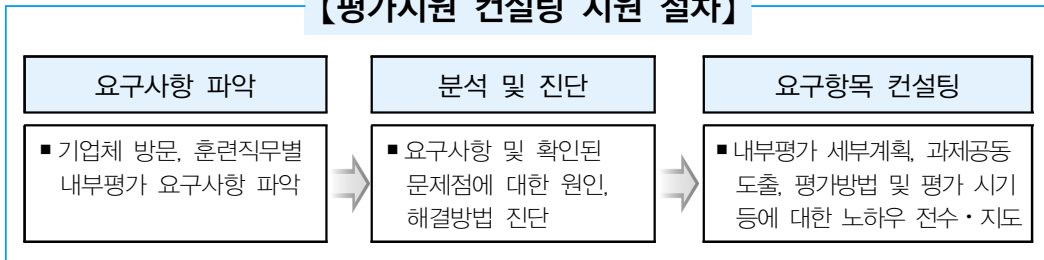 【평가지원 컨설팅 지원 절차】
요구사항 파악
분석 및 진단
요구항목 컨설팅
▪기업체 방문, 훈련직무별
내부평가 요구사항 파악
▪요구사항 및 확인된
문제점에 대한 원인,
해결방법 진단
▪내부평가 세부계획, 과제공동
도출, 평가방법 및 평가 시기
등에 대한 노하우 전수・지도